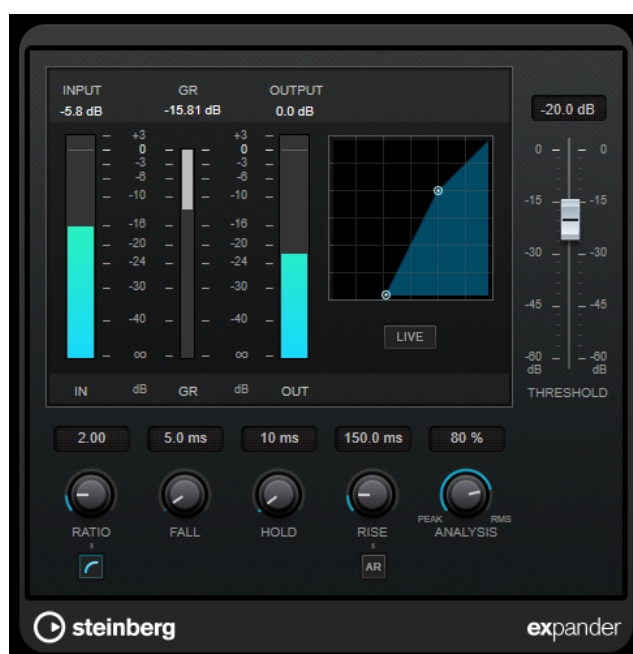 INPUT GR OUTPUT
-5.8 dB -15.81 dB 0.0 dB
-20.0 dB
+3 +3
0 0
-3 -3
-6 -6
-10 -10
-16 -16
-20 -20
-24 -24
-30 -30
-40 -40
∞ ∞
IN dB GR dB OUT
LIVE
0 0
-15 -15
-30 -30
-45 -45
-60 -60
dB dB
THRESHOLD
2.00 5.0 ms 10 ms 150.0 ms 80 %
PEAK RMS
RATIO FALL HOLD RISE ANALYSIS
AR
steinberg expander